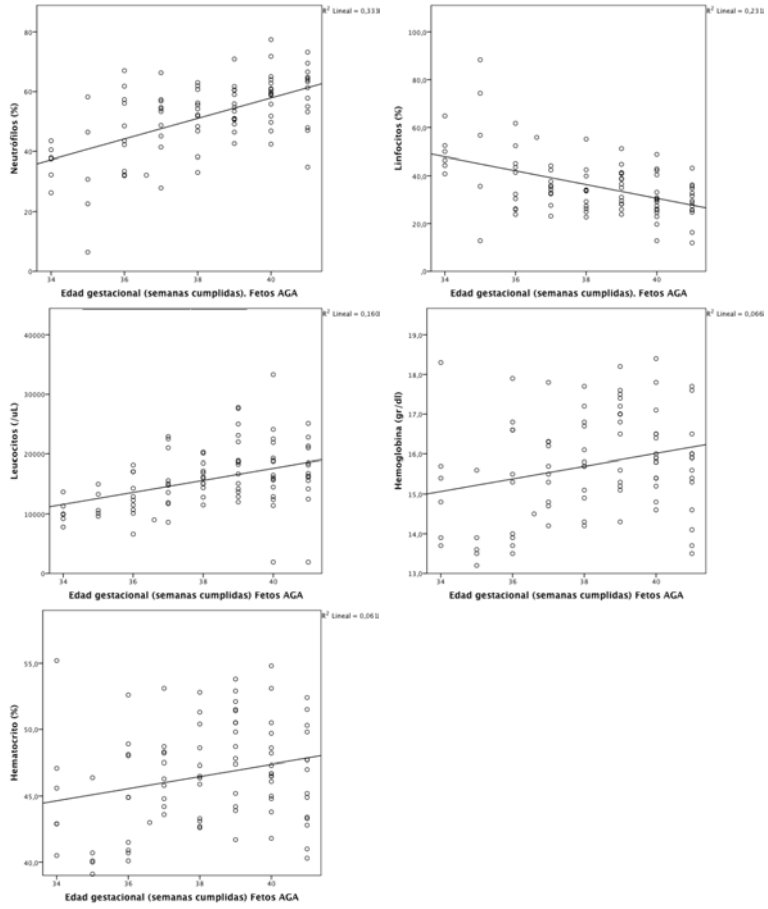 R² Lineal = 0,333
Neutrófilos (%)
80
60
40
20
0
34 36 38 40
Edad gestacional (semanas cumplidas). Fetos AGA
R² Lineal = 0,231
Linfocitos (%)
100,0
80,0
60,0
40,0
20,0
,0
34 36 38 40
Edad gestacional (semanas cumplidas). Fetos AGA
R² Lineal = 0,160
Leucocitos (/uL)
40000
30000
20000
10000
0
34 36 38 40
Edad gestacional (semanas cumplidas) Fetos AGA
R² Lineal = 0,066
Hemoglobina (gr/dl)
19,0
18,0
17,0
16,0
15,0
14,0
13,0
34 36 38 40
Edad gestacional (semanas cumplidas) Fetos AGA
R² Lineal = 0,061
Hematocrito (%)
55,0
50,0
45,0
40,0
34 36 38 40
Edad gestacional (semanas cumplidas) Fetos AGA